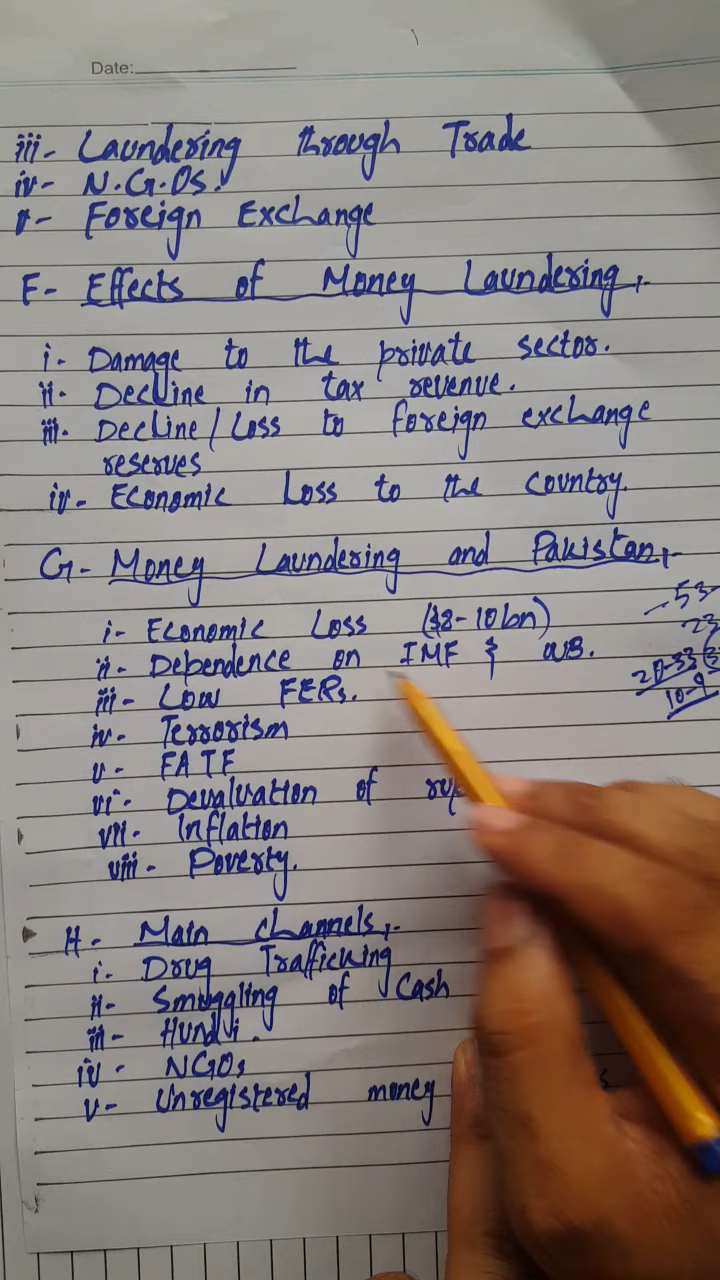 Date:
iii- Laundering through Trade
iv- N.G.Os.
v- Foreign Exchange
F- Effects of Money Laundering,-
i- Damage to the private sector.
ii- Decline in tax revenue.
iii- Decline/Loss to foreign exchange
reserves
iv- Economic Loss to the country.
G- Money Laundering and Pakistan,-
i- Economic Loss ($8-10bn)
ii- Dependence on IMF & WB.
iii- Low FERs.
iv- Terrorism
v- FATF
vi- Devaluation of
vii- Inflation
viii- Poverty.
H- Main channels,-
i- Drug Trafficking
ii- Smuggling of Cash
iii- Hundi.
iv- NGOs
v- Unregistered money